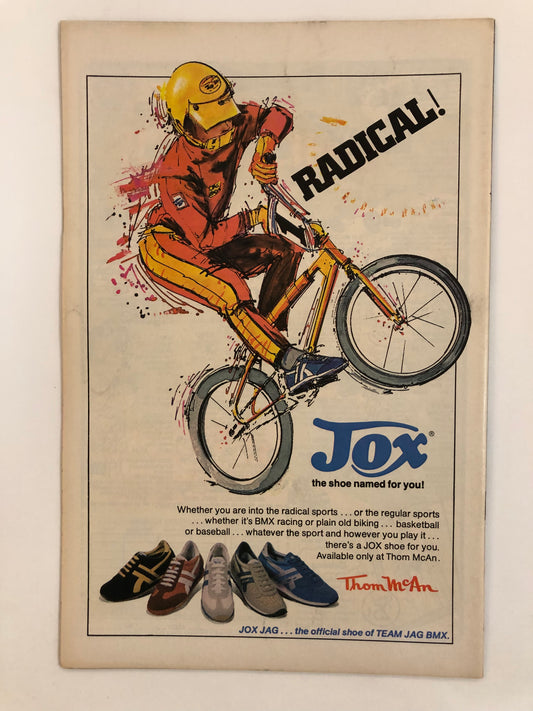 RADICAL!
Jox®
the shoe named for you!
Whether you are into the radical sports . . . or the regular sports
. . . whether it's BMX racing or plain old biking . . . basketball
or baseball . . . whatever the sport and however you play it . . .
there's a JOX shoe for you.
Available only at Thom McAn.
Thom McAn
JOX JAG . . . the official shoe of TEAM JAG BMX.